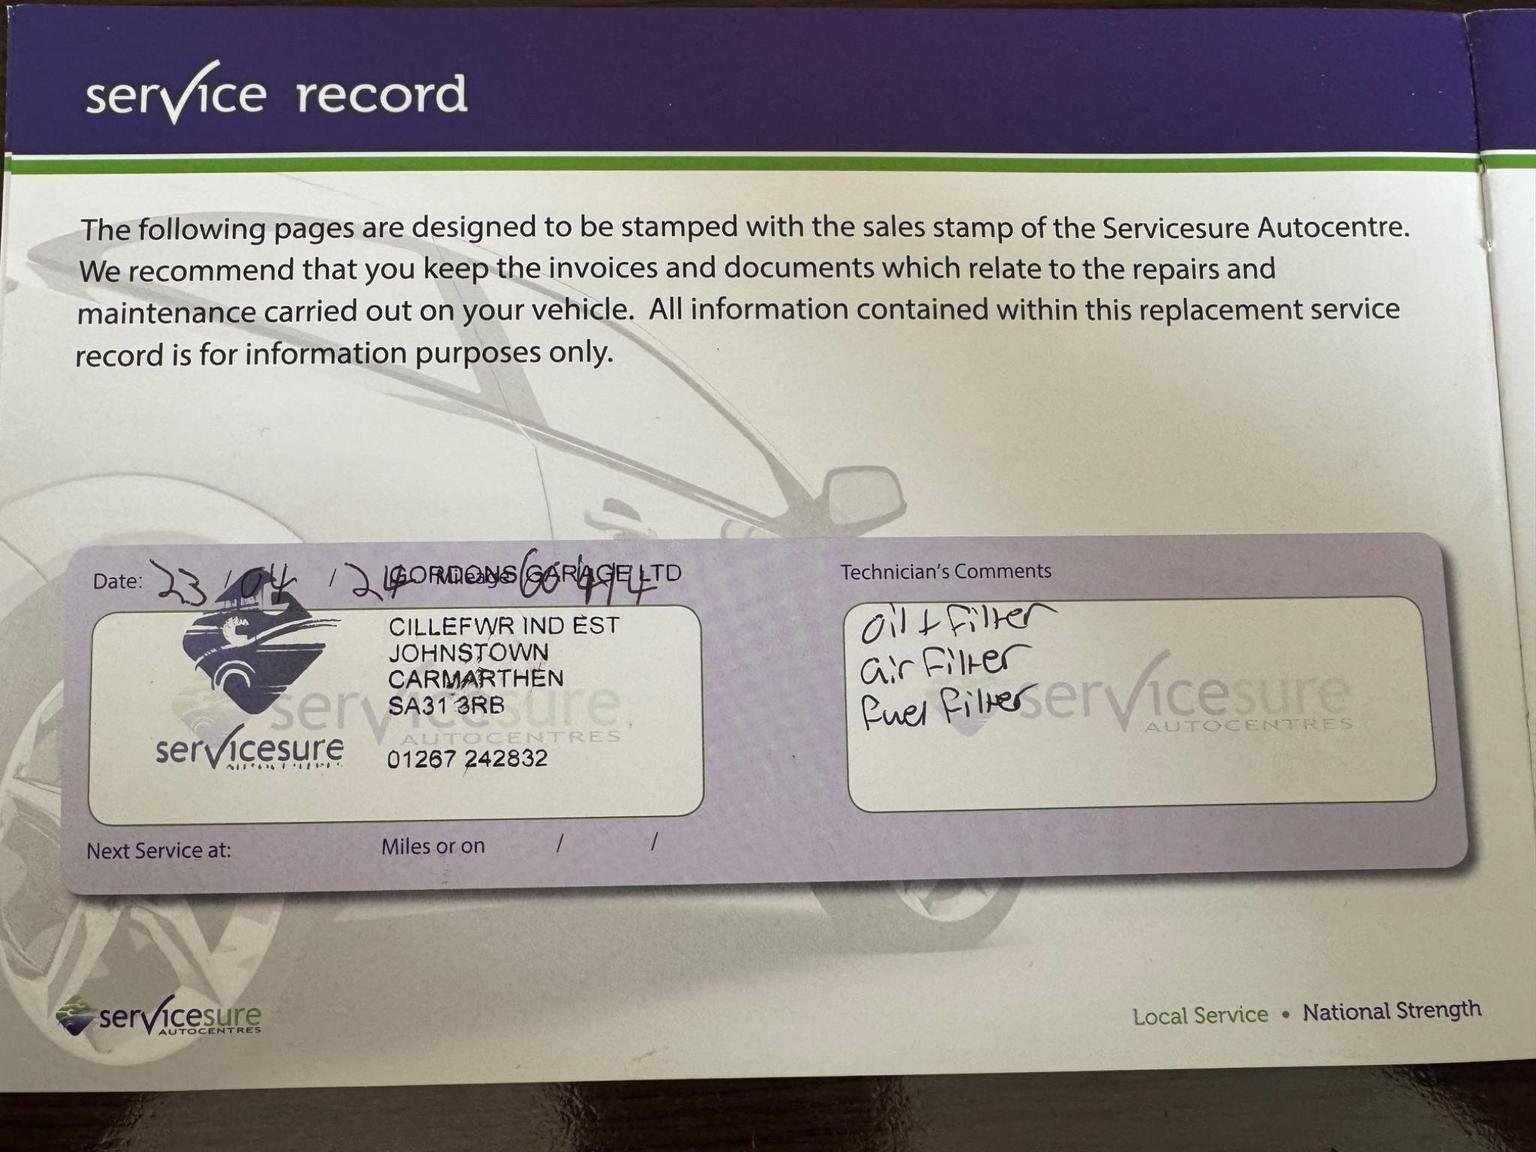 service record
The following pages are designed to be stamped with the sales stamp of the Servicesure Autocentre.
We recommend that you keep the invoices and documents which relate to the repairs and
maintenance carried out on your vehicle. All information contained within this replacement service
record is for information purposes only.
Date: 23 / 04 / 24 Mileage
GORDONS GARAGE LTD
CILLEFWR IND EST
JOHNSTOWN
CARMARTHEN
SA31 3RB
01267 242832
servicesure
servicesure
AUTOCENTRES
Next Service at: Miles or on / /
Technician's Comments
oil + filter
air filter
fuel filter
servicesure
AUTOCENTRES
servicesure
AUTOCENTRES
Local Service • National Strength